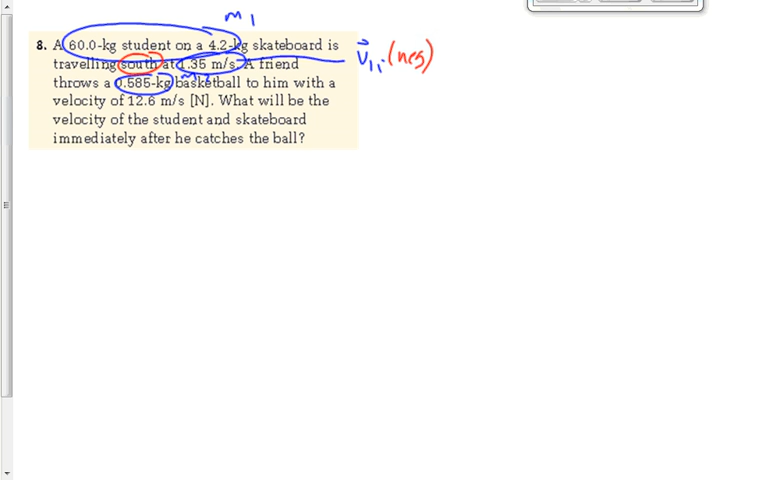 m1
8. A 60.0-kg student on a 4.2-kg skateboard is
travelling south at 1.35 m/s. A friend
v1i (neg)
m2
throws a 0.585-kg basketball to him with a
velocity of 12.6 m/s [N]. What will be the
velocity of the student and skateboard
immediately after he catches the ball?